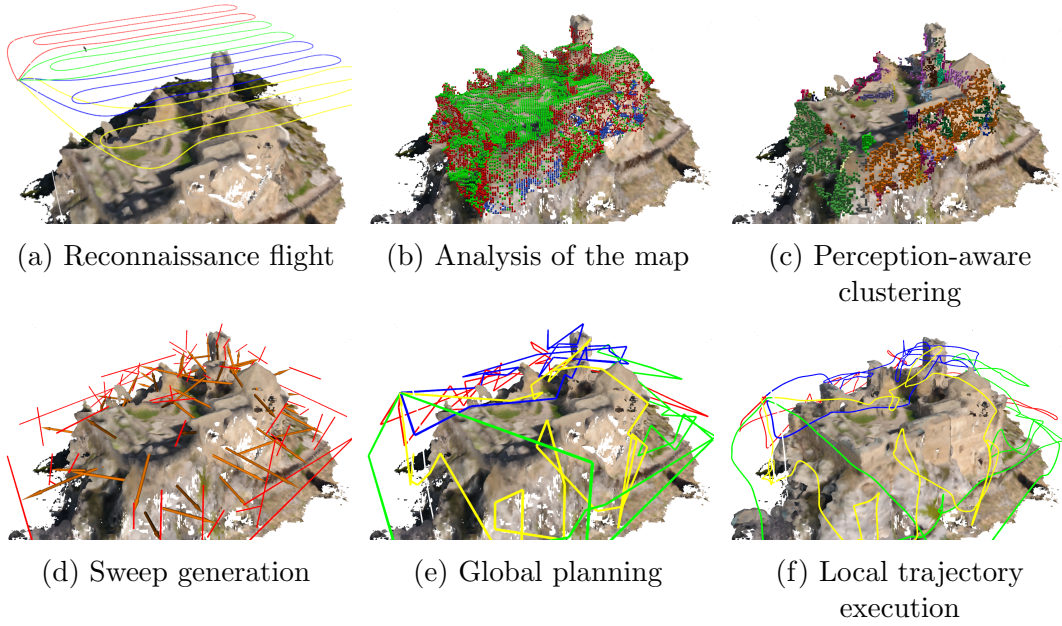 (a) Reconnaissance flight
(b) Analysis of the map
(c) Perception-aware
clustering
(d) Sweep generation
(e) Global planning
(f) Local trajectory
execution